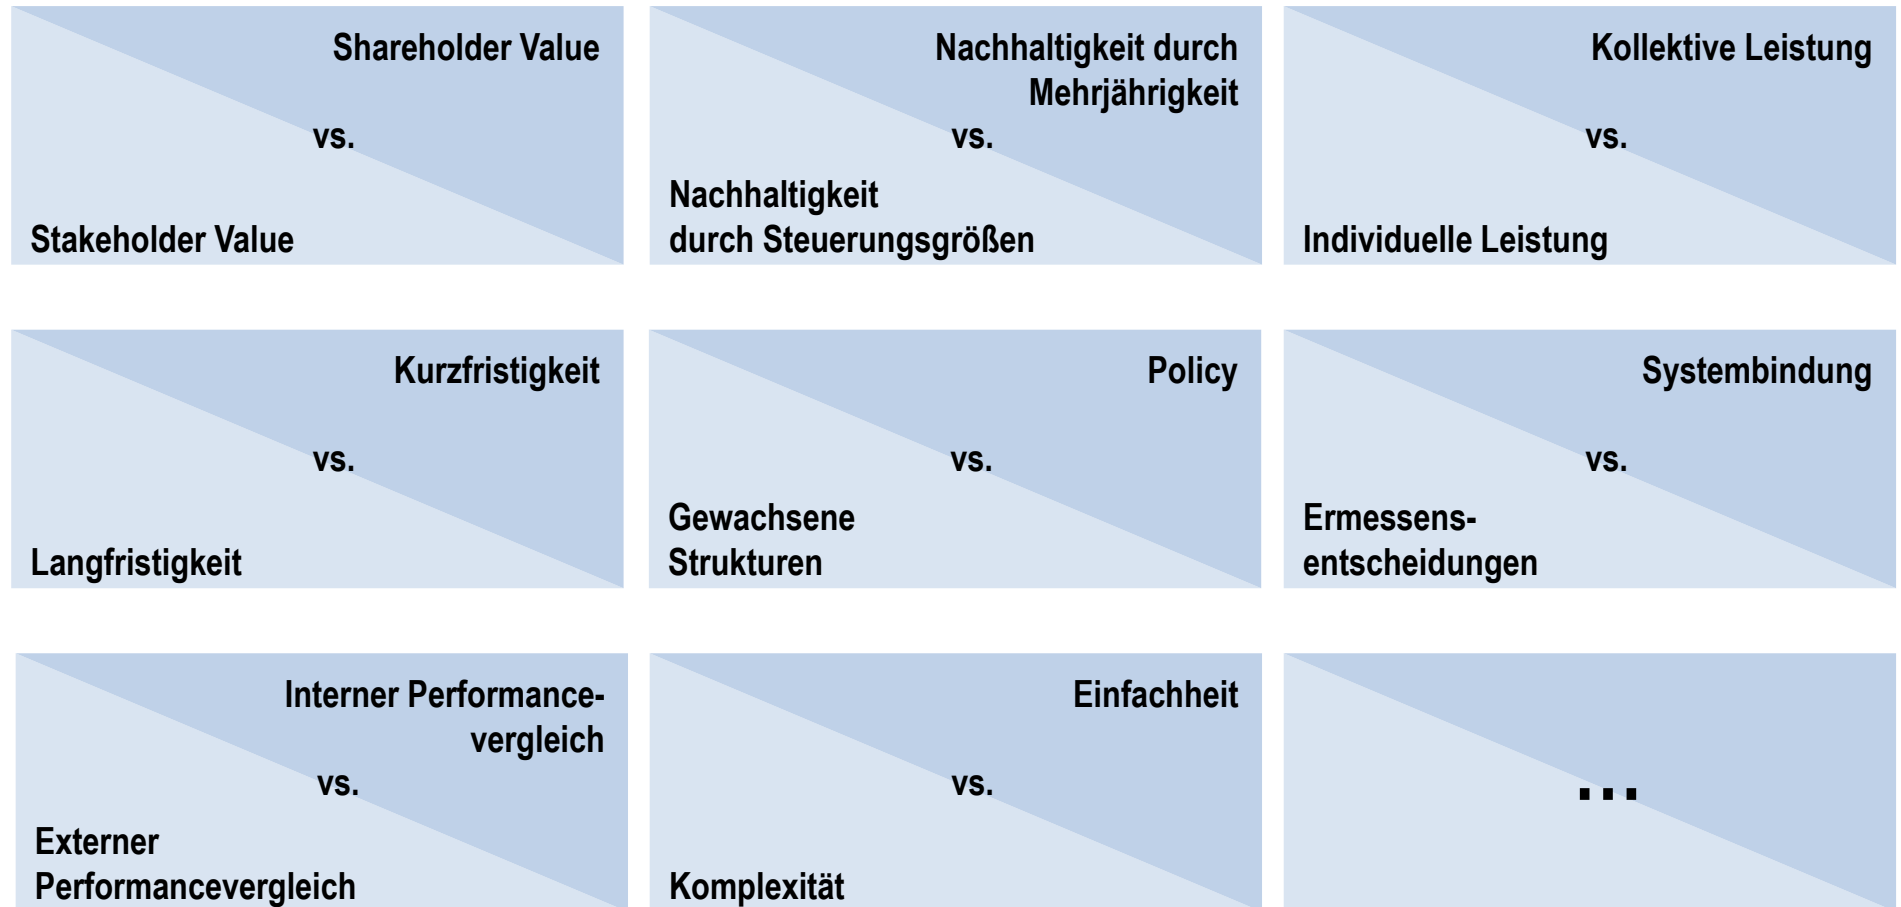 Shareholder Value
vs.
Stakeholder Value
Nachhaltigkeit durch
Mehrjährigkeit
vs.
Nachhaltigkeit
durch Steuerungsgrößen
Kollektive Leistung
vs.
Individuelle Leistung
Kurzfristigkeit
vs.
Langfristigkeit
Policy
vs.
Gewachsene
Strukturen
Systembindung
vs.
Ermessens-
entscheidungen
Interner Performance-
vergleich
vs.
Externer
Performancevergleich
Einfachheit
vs.
Komplexität
...